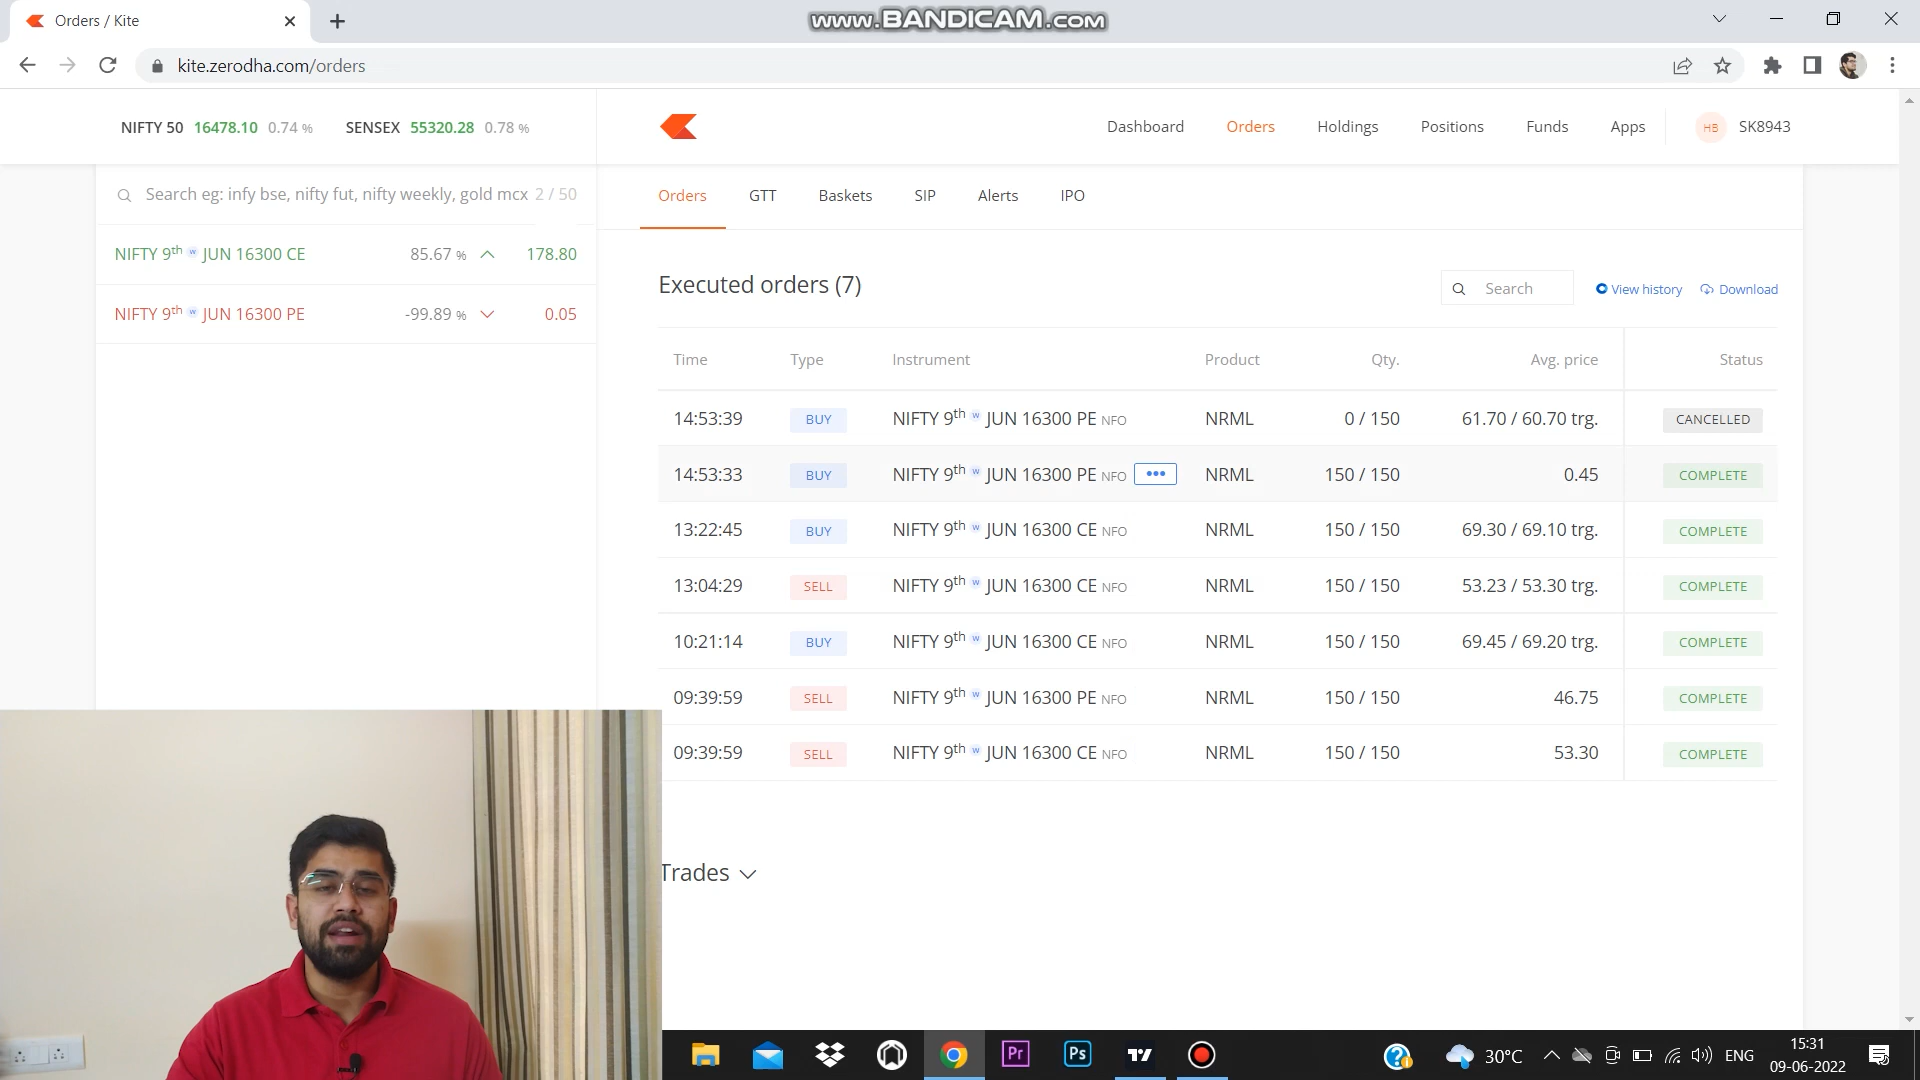 Orders / Kite
www.BANDICAM.com
kite.zerodha.com/orders
NIFTY 50 16478.10 0.74 % SENSEX 55320.28 0.78 %
Dashboard Orders Holdings Positions Funds Apps HB SK8943
Search eg: infy bse, nifty fut, nifty weekly, gold mcx 2 / 50
Orders GTT Baskets SIP Alerts IPO
NIFTY 9th w JUN 16300 CE 85.67 % 178.80
NIFTY 9th w JUN 16300 PE -99.89 % 0.05
Executed orders (7)
Search View history Download
Time Type Instrument Product Qty. Avg. price Status
14:53:39 BUY NIFTY 9th w JUN 16300 PE NFO NRML 0 / 150 61.70 / 60.70 trg. CANCELLED
14:53:33 BUY NIFTY 9th w JUN 16300 PE NFO NRML 150 / 150 0.45 COMPLETE
13:22:45 BUY NIFTY 9th w JUN 16300 CE NFO NRML 150 / 150 69.30 / 69.10 trg. COMPLETE
13:04:29 SELL NIFTY 9th w JUN 16300 CE NFO NRML 150 / 150 53.23 / 53.30 trg. COMPLETE
10:21:14 BUY NIFTY 9th w JUN 16300 CE NFO NRML 150 / 150 69.45 / 69.20 trg. COMPLETE
09:39:59 SELL NIFTY 9th w JUN 16300 PE NFO NRML 150 / 150 46.75 COMPLETE
09:39:59 SELL NIFTY 9th w JUN 16300 CE NFO NRML 150 / 150 53.30 COMPLETE
Trades
Pr Ps 30°C ENG 15:31
09-06-2022